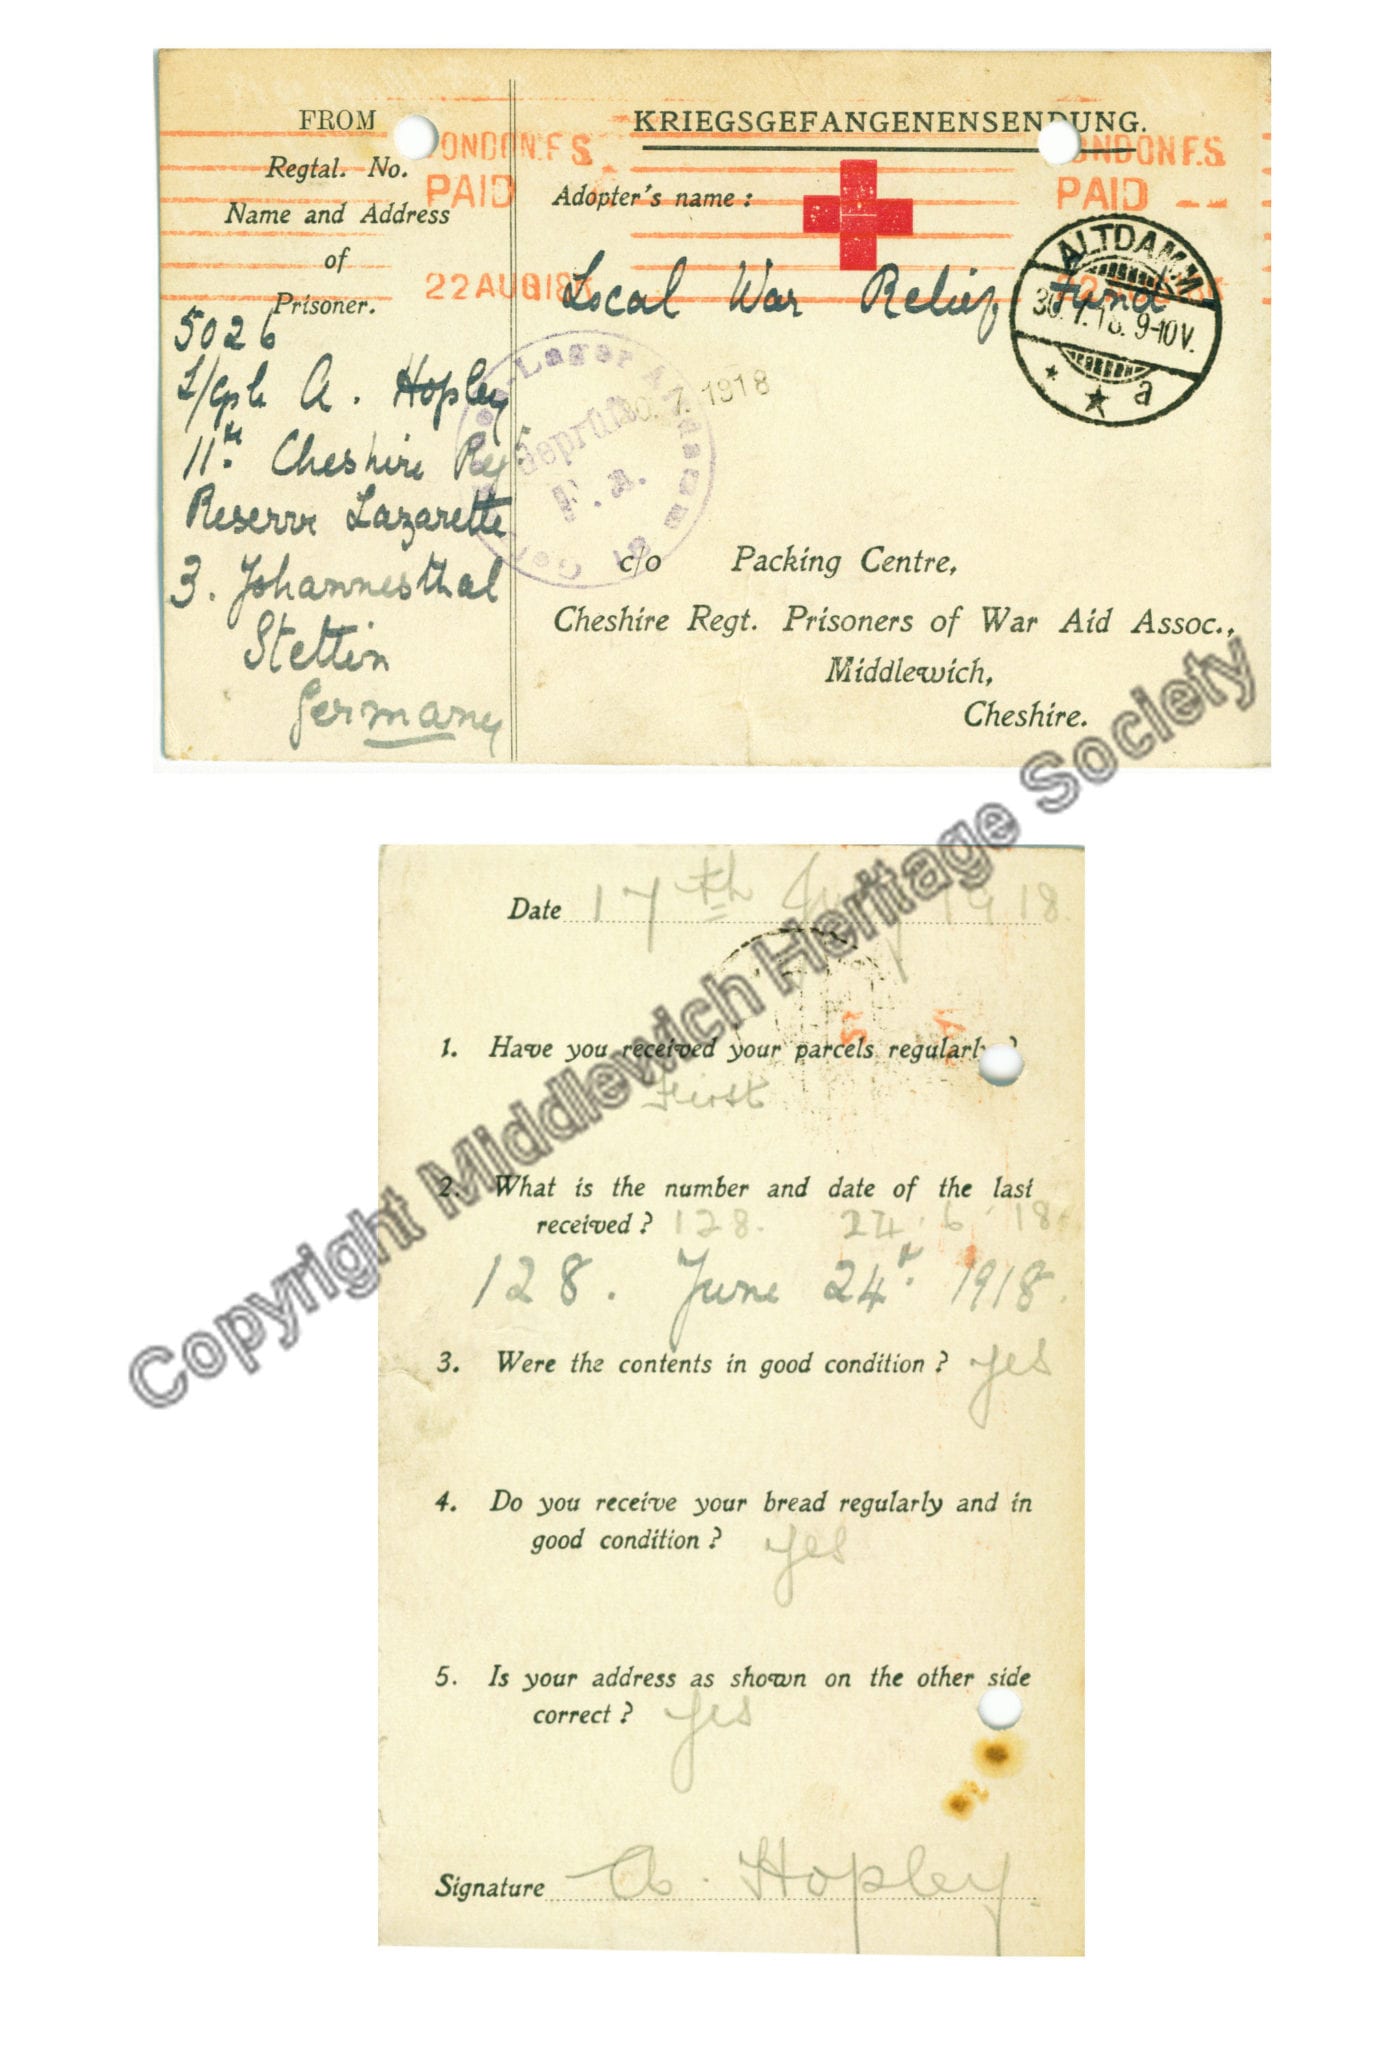 FROM
Regtal. No.
Name and Address
of
Prisoner.
5026
L/Cpl A. Hopley
11th Cheshire Reg
Reserve Lazarette
3. Johannesthal
Stettin
Germany
KRIEGSGEFANGENENSENDUNG.
LONDON F.S.
PAID
22 AUG 18
LONDON F.S.
PAID
Adopter's name :
Local War Relief Fund
ALTDAMM
30.7.18. 9-10V.
* * a
Geprüft
F. a.
30. 7. 1918
c/o Packing Centre,
Cheshire Regt. Prisoners of War Aid Assoc.,
Middlewich,
Cheshire.
Copyright Middlewich Heritage Society
Date 17th July 1918.
1. Have you received your parcels regularly ?
First
2. What is the number and date of the last
received ? 128. 24.6.18
128. June 24th. 1918.
3. Were the contents in good condition ? yes
4. Do you receive your bread regularly and in
good condition ? yes
5. Is your address as shown on the other side
correct ? yes
Signature A. Hopley